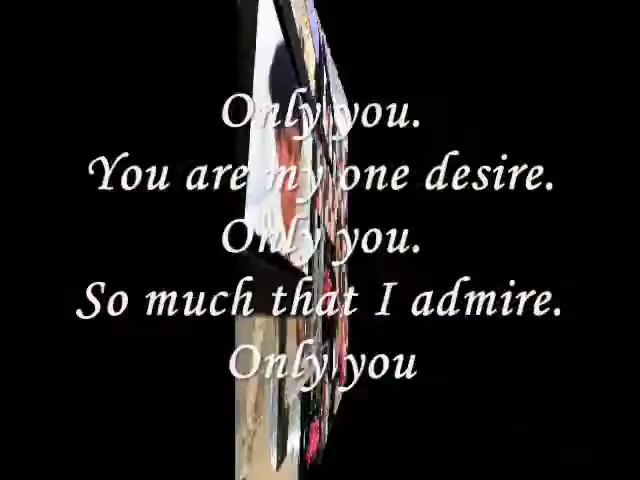 Only you.
You are my one desire.
Only you.
So much that I admire.
Only you